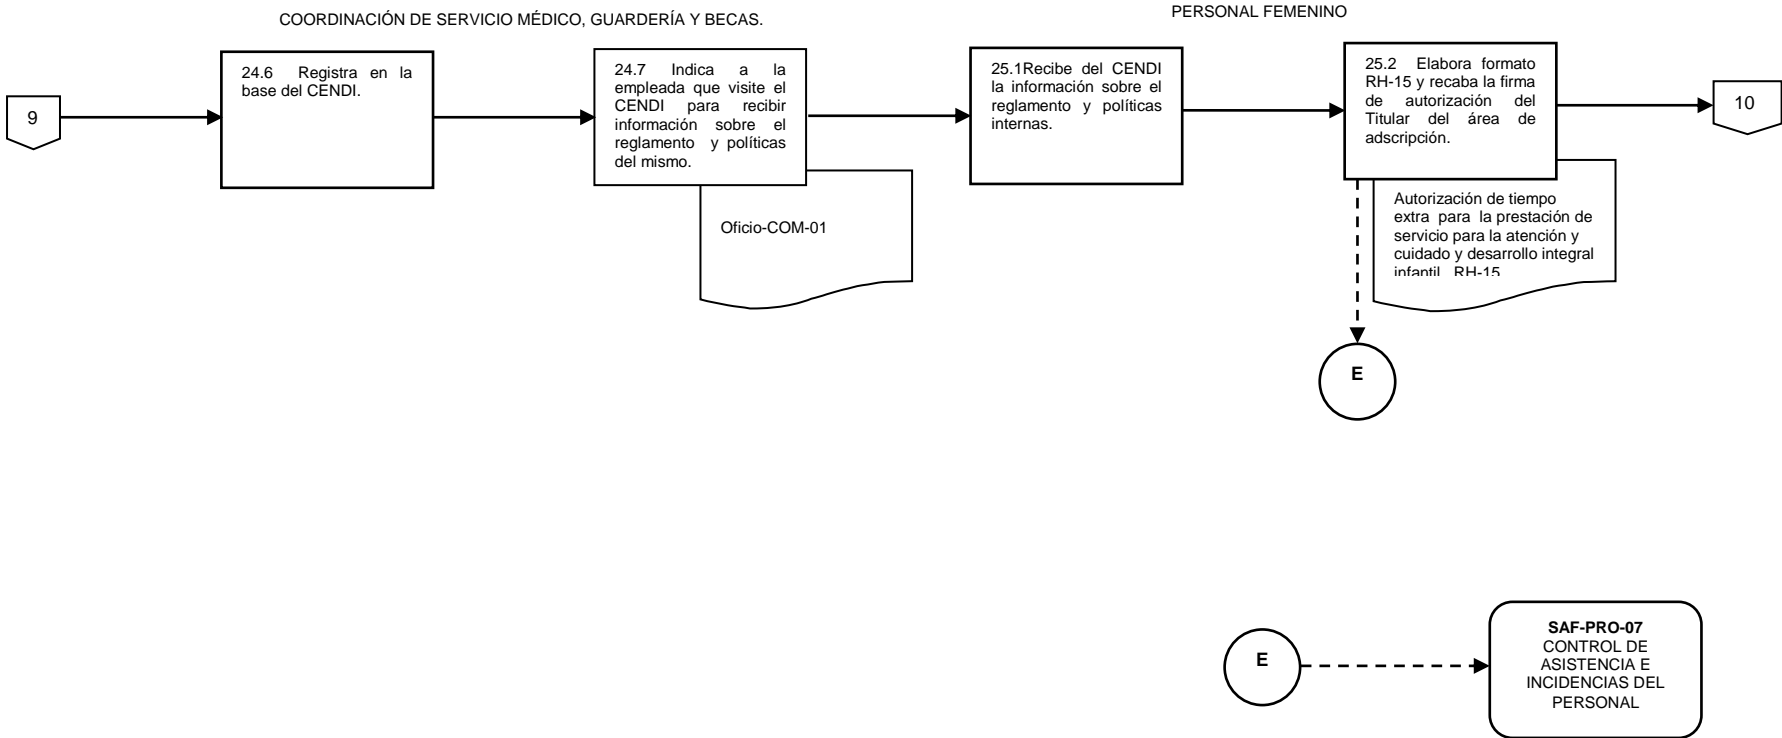 COORDINACIÓN DE SERVICIO MÉDICO, GUARDERÍA Y BECAS.
PERSONAL FEMENINO
9
24.6 Registra en la
base del CENDI.
24.7 Indica a la
empleada que visite el
CENDI para recibir
información sobre el
reglamento y políticas
del mismo.
Oficio-COM-01
25.1Recibe del CENDI
la información sobre el
reglamento y políticas
internas.
25.2 Elabora formato
RH-15 y recaba la firma
de autorización del
Titular del área de
adscripción.
Autorización de tiempo
extra para la prestación de
servicio para la atención y
cuidado y desarrollo integral
infantil RH-15
10
E
E
SAF-PRO-07
CONTROL DE
ASISTENCIA E
INCIDENCIAS DEL
PERSONAL